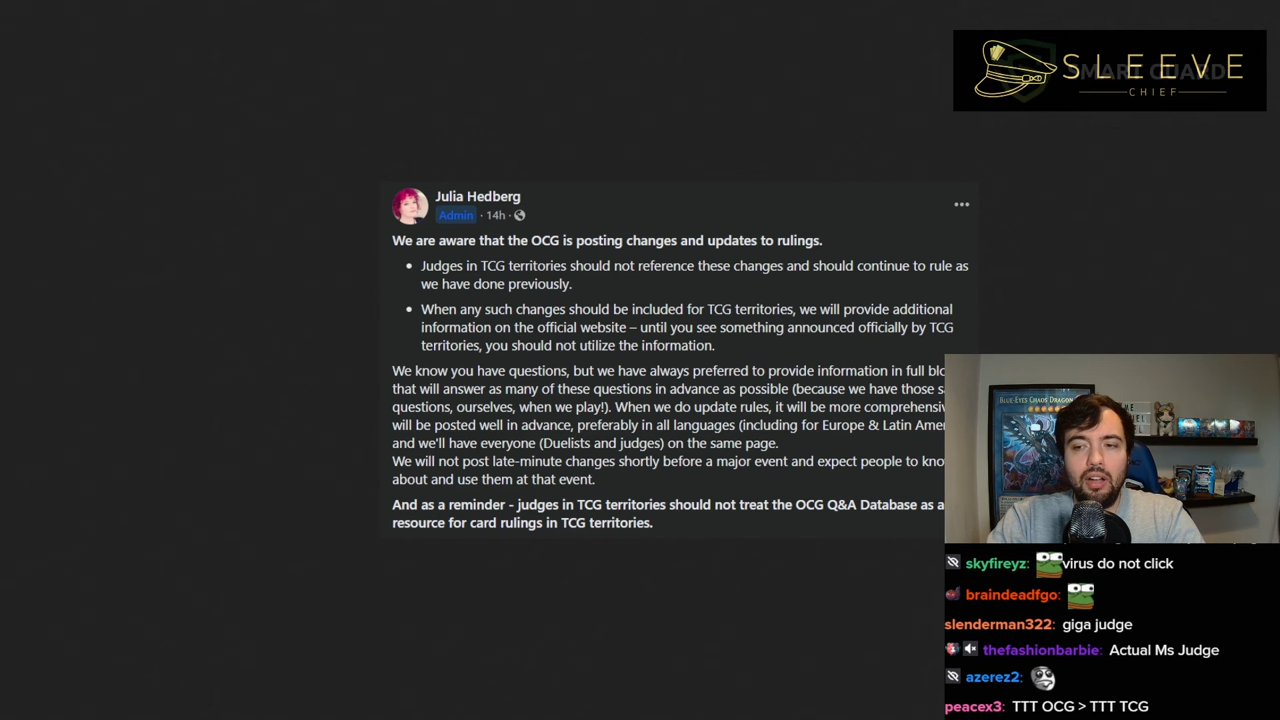 SLEEVE
CHIEF
Julia Hedberg
Admin · 14h ·
We are aware that the OCG is posting changes and updates to rulings.
• Judges in TCG territories should not reference these changes and should continue to rule as
we have done previously.
• When any such changes should be included for TCG territories, we will provide additional
information on the official website – until you see something announced officially by TCG
territories, you should not utilize the information.
We know you have questions, but we have always preferred to provide information in full
that will answer as many of these questions in advance as possible (because we have those
questions, ourselves, when we play!). When we do update rules, it will be more
will be posted well in advance, preferably in all languages (including for Europe & Latin
and we'll have everyone (Duelists and judges) on the same page.
We will not post late-minute changes shortly before a major event and expect people to
about and use them at that event.
And as a reminder - judges in TCG territories should not treat the OCG Q&A Database as a
resource for card rulings in TCG territories.
BLUE-EYES CHAOS DRAGON
skyfireyz: virus do not click
braindeadfgo:
slenderman322: giga judge
thefashionbarbie: Actual Ms Judge
azerez2:
peacex3: TTT OCG > TTT TCG